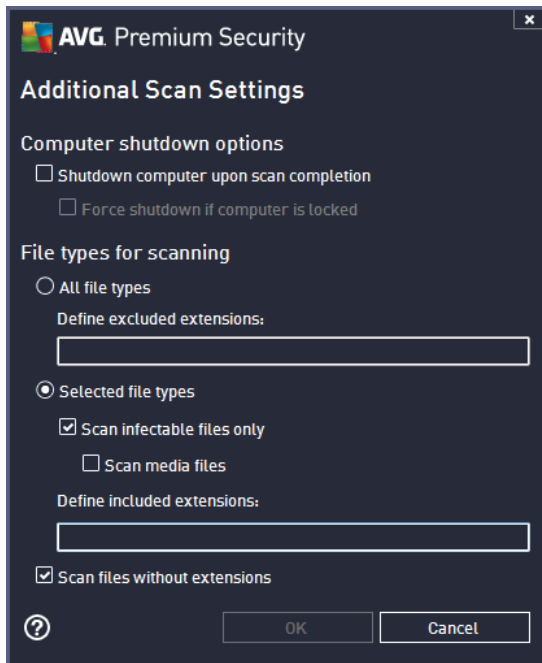 AVG. Premium Security
Additional Scan Settings
Computer shutdown options
Shutdown computer upon scan completion
Force shutdown if computer is locked
File types for scanning
All file types
Define excluded extensions:
Selected file types
Scan infectable files only
Scan media files
Define included extensions:
Scan files without extensions
OK
Cancel